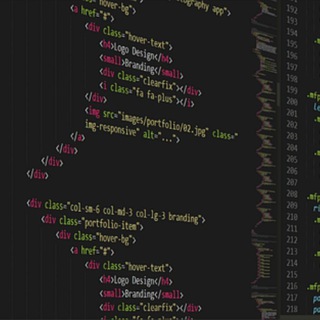 hover-bg">
<a href="#">
<div class="hover-text">
<h4>Logo Design</h4>
<small>Branding</small>
<div class="clearfix"></div>
<i class="fa fa-plus"></i>
</div>
<img src="images/portfolio/02.jpg" class="
img-responsive" alt="...">
</a>
</div>
</div>
</div>
<div class="col-sm-6 col-md-3 col-lg-3 branding">
<div class="portfolio-item">
<div class="hover-bg">
<a href="#">
<div class="hover-text">
<h4>Logo Design</h4>
<small>Branding</small>
<div class="clearfix"></div>
192
193
194
195
196
197
198
199
200
201
202
203
204
205
206
207
208
209
210
211
212
213
214
215
216
217
218